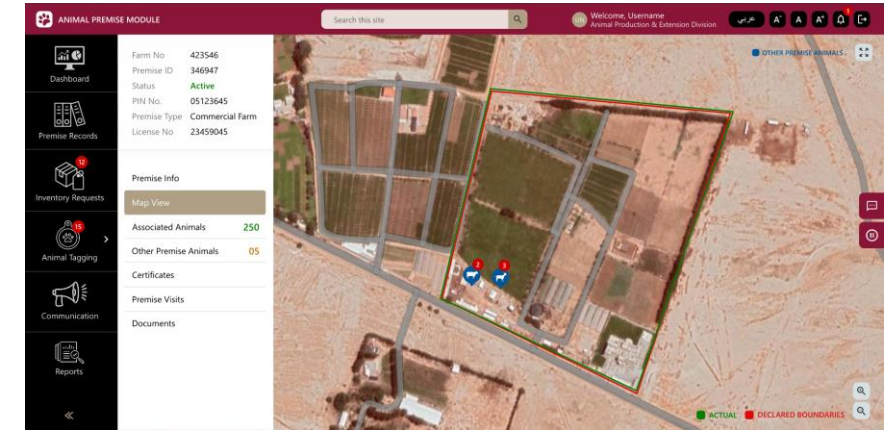 ANIMAL PREMISE MODULE
Search this site
UN
Welcome, Username
Animal Production & Extension Division
عربي
A-
A
A+
Dashboard
Premise Records
12
Inventory Requests
15
Animal Tagging
Communication
Reports
Farm No 423546
Premise ID 346947
Status Active
PIN No. 05123645
Premise Type Commercial Farm
License No 23459045
Premise Info
Map View
Associated Animals 250
Other Premise Animals 05
Certificates
Premise Visits
Documents
OTHER PREMISE ANIMALS
2
3
ACTUAL
DECLARED BOUNDARIES